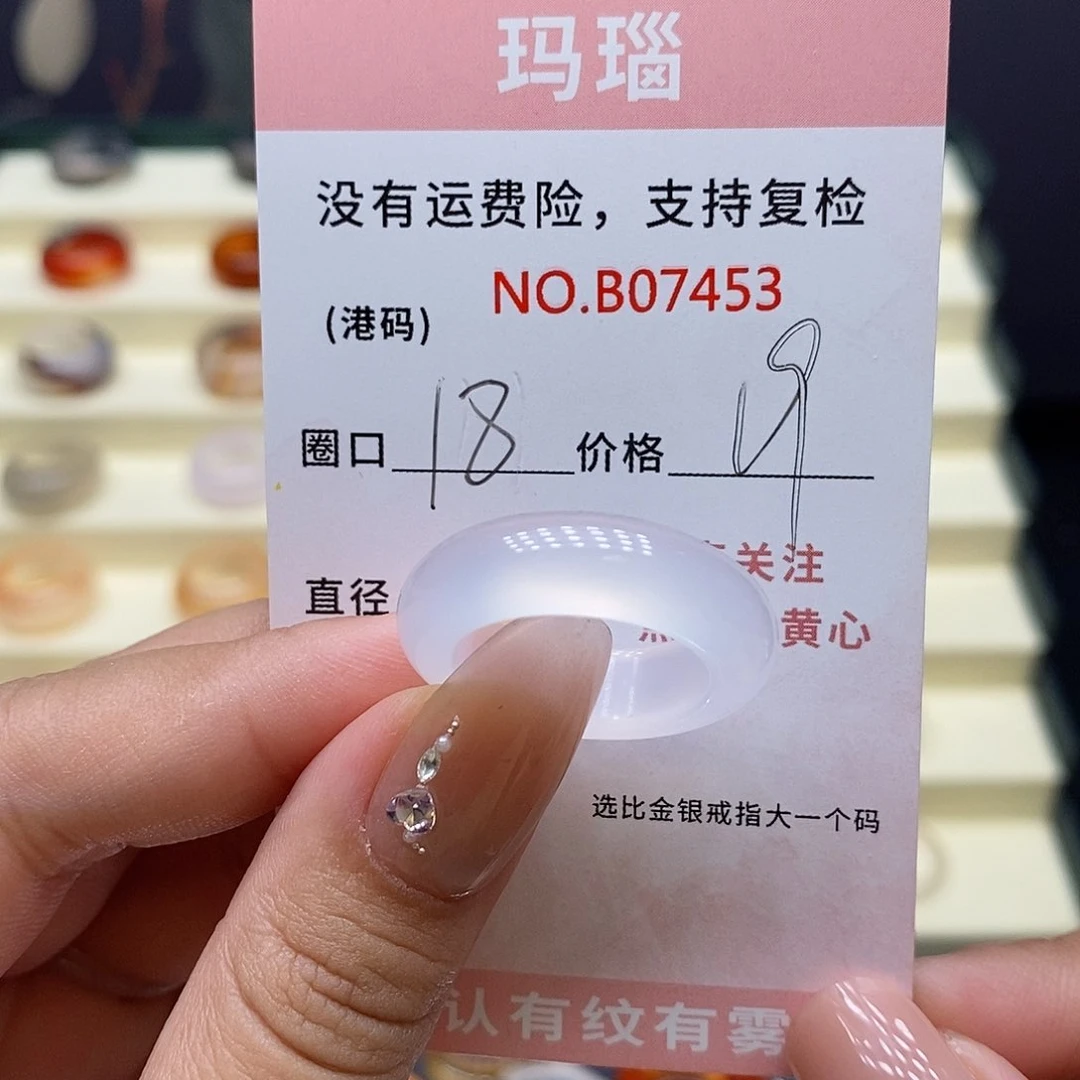 玛瑙
没有运费险，支持复检
NO.B07453
(港码)
圈口 18 价格
直径
关注
黄心
选比金银戒指大一个码
认有纹有雾